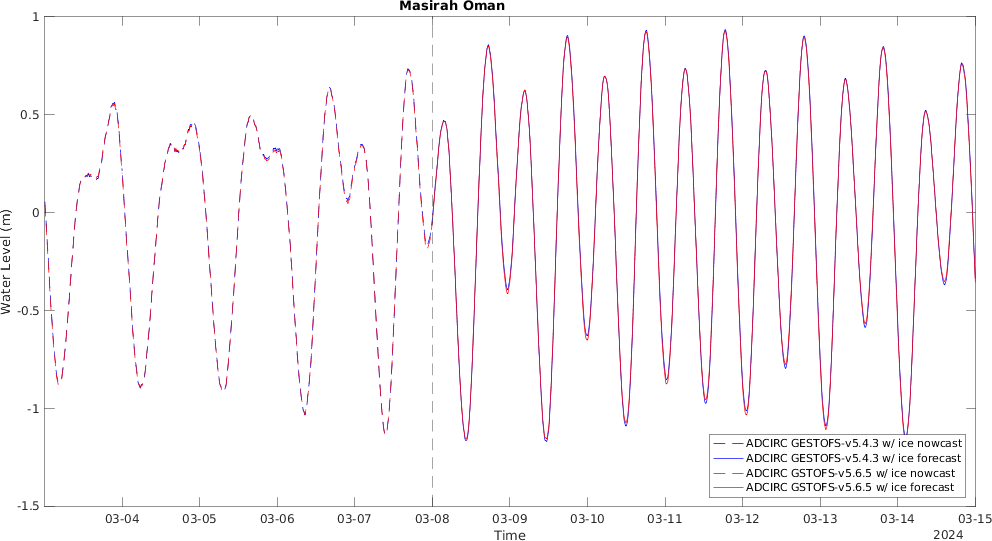 Masirah Oman
1
0.5
0
-0.5
-1
-1.5
Water Level (m)
03-04 03-05 03-06 03-07 03-08 03-09 03-10 03-11 03-12 03-13 03-14 03-15
Time
2024
ADCIRC GESTOFS-v5.4.3 w/ ice nowcast
ADCIRC GESTOFS-v5.4.3 w/ ice forecast
ADCIRC GSTOFS-v5.6.5 w/ ice nowcast
ADCIRC GSTOFS-v5.6.5 w/ ice forecast